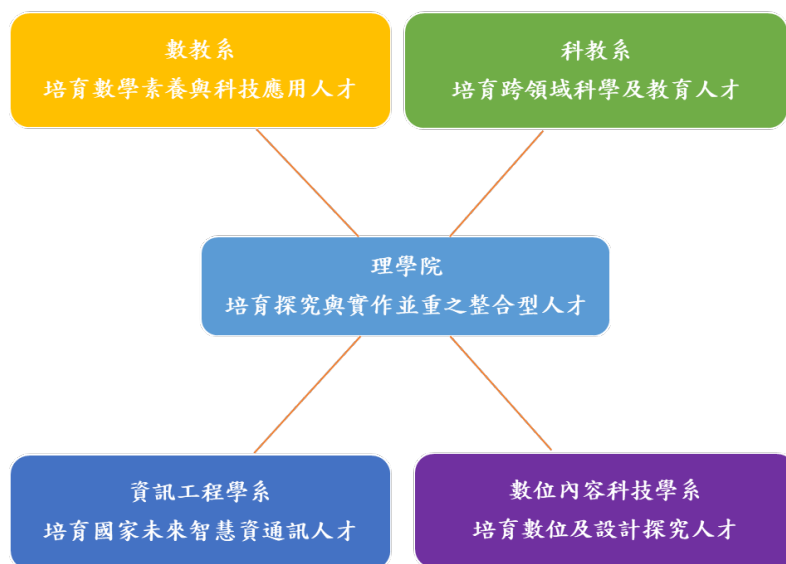 數教系
培育數學素養與科技應用人才
科教系
培育跨領域科學及教育人才
理學院
培育探究與實作並重之整合型人才
資訊工程學系
培育國家未來智慧資通訊人才
數位內容科技學系
培育數位及設計探究人才